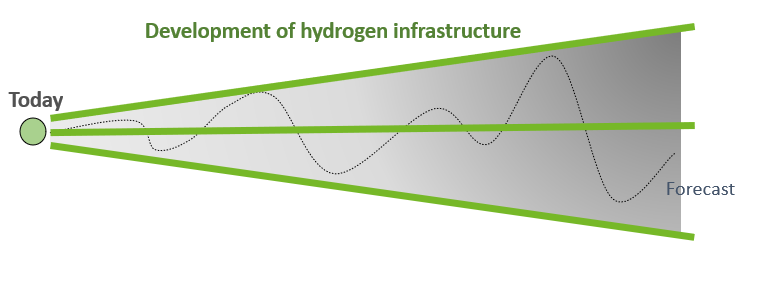 Development of hydrogen infrastructure
Today
Forecast